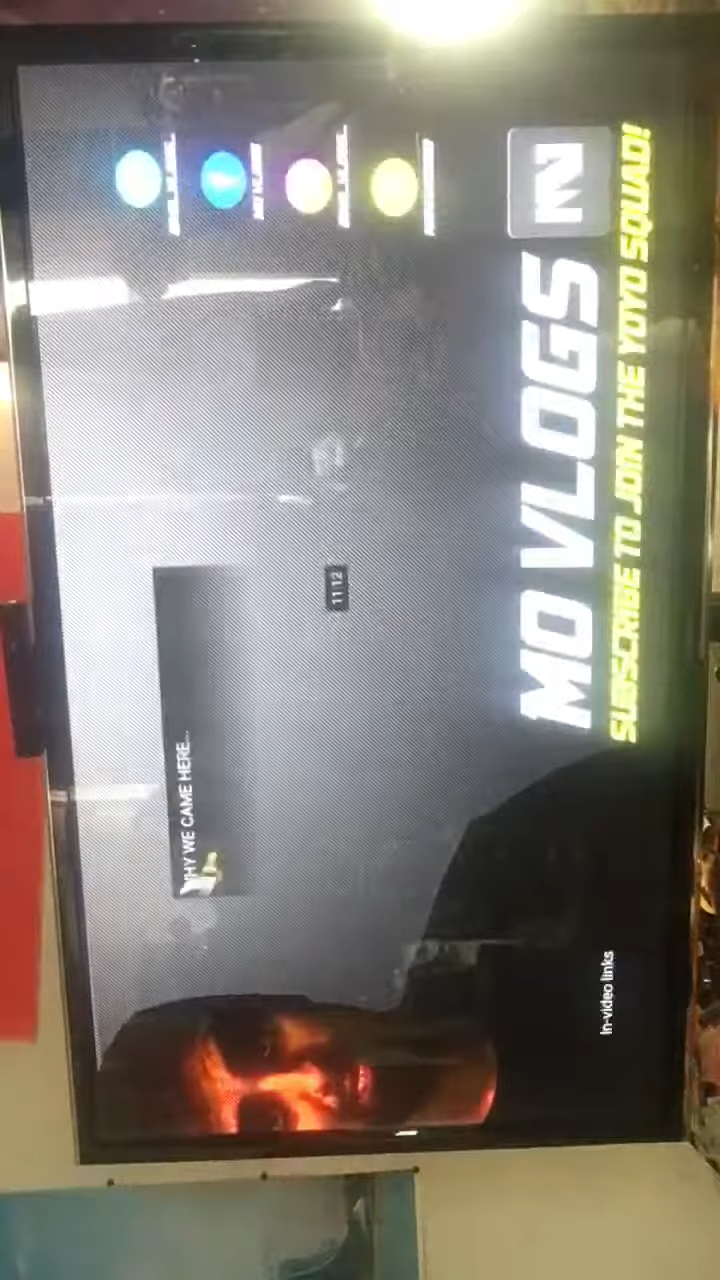 WHY WE CAME HERE...
11:12
MO VLOGS
SUBSCRIBE TO JOIN THE YOYO SQUAD!
In-video links